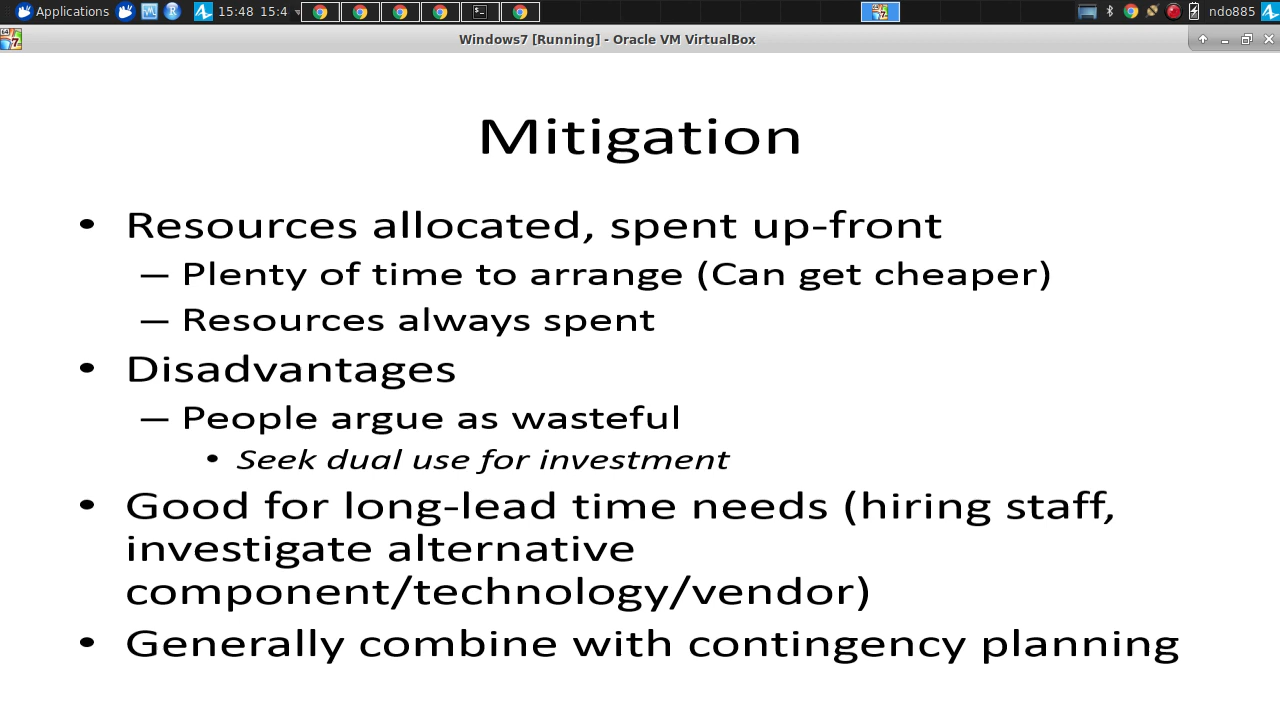 Applications 15:48 15:4 ndo885
Windows7 [Running] - Oracle VM VirtualBox
Mitigation
• Resources allocated, spent up-front
– Plenty of time to arrange (Can get cheaper)
– Resources always spent
• Disadvantages
– People argue as wasteful
• Seek dual use for investment
• Good for long-lead time needs (hiring staff,
investigate alternative
component/technology/vendor)
• Generally combine with contingency planning